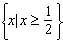 {x|x ≥ 1/2}